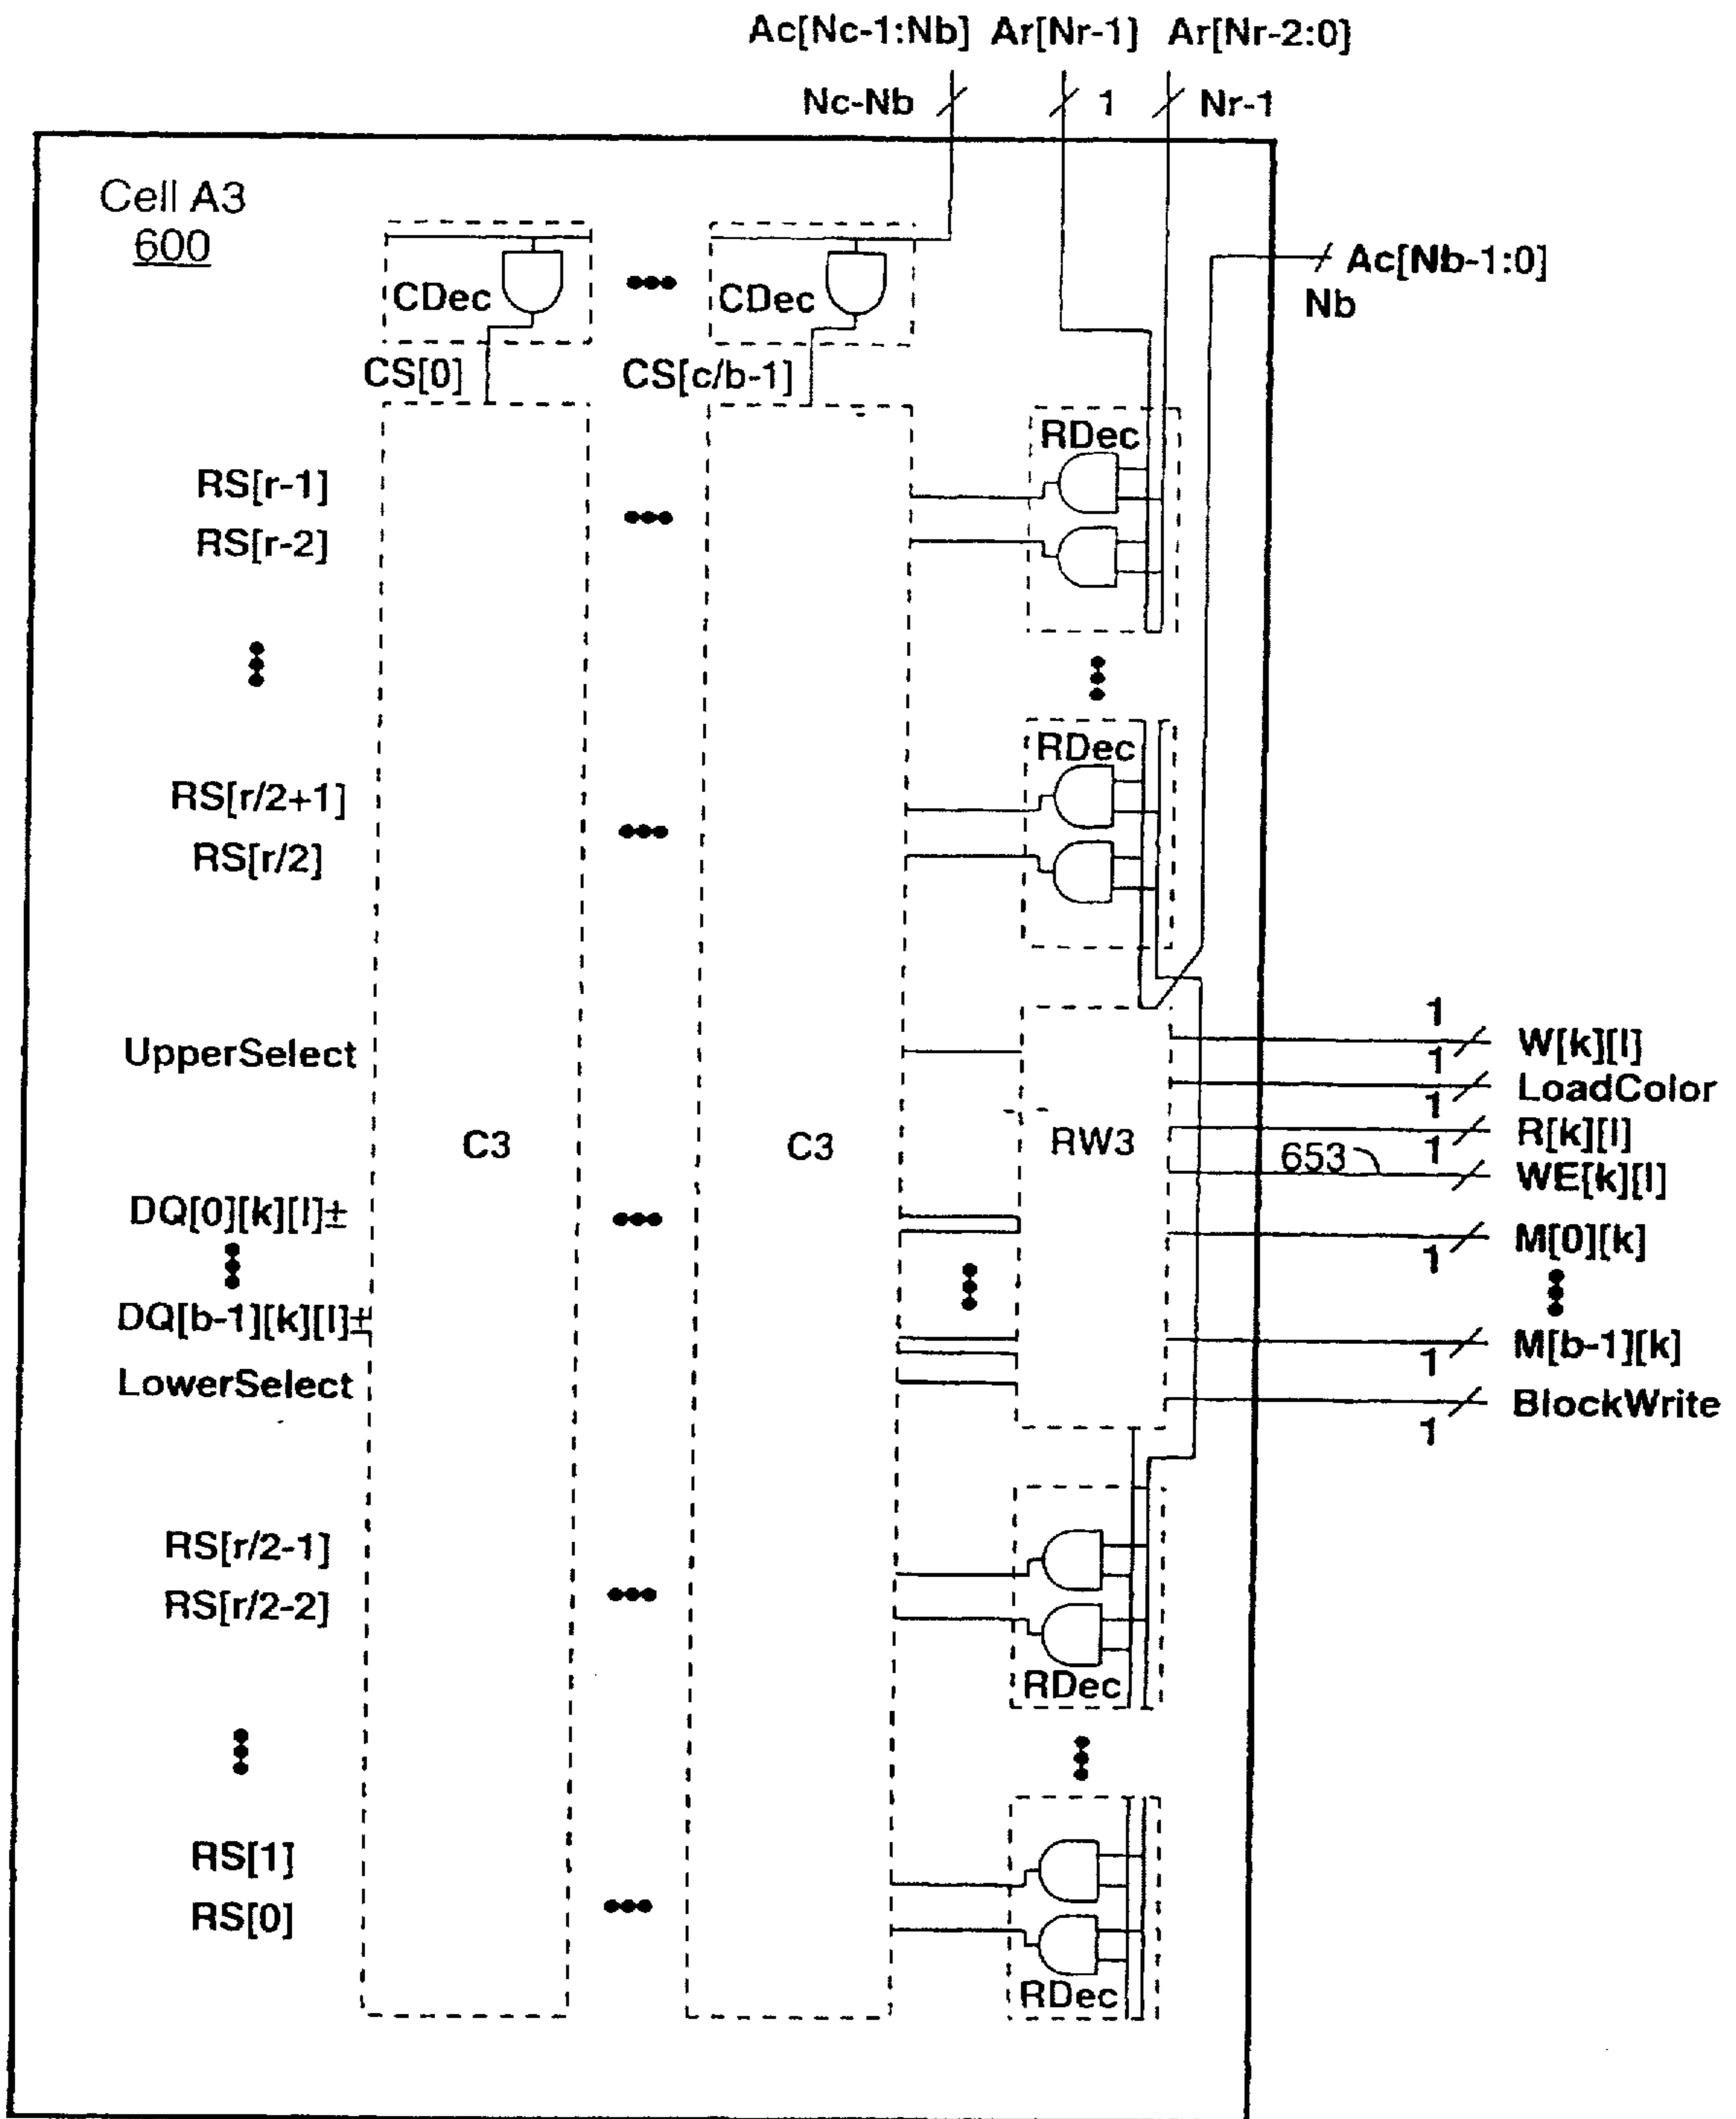 Ac[Nc-1:Nb] Ar[Nr-1] Ar[Nr-2:0]
Nc-Nb 1 Nr-1
Cell A3
600
Ac[Nb-1:0]
Nb
CDec CDec
CS[0] CS[c/b-1]
RDec
RS[r-1]
RS[r-2]
RDec
RS[r/2+1]
RS[r/2]
UpperSelect
1 W[k][l]
1 LoadColor
C3 C3 RW3
1 R[k][l]
653
1 WE[k][l]
DQ[0][k][l]±
M[0][k]
1
DQ[b-1][k][l]±
M[b-1][k]
1
LowerSelect
BlockWrite
1
RS[r/2-1]
RS[r/2-2]
RDec
RS[1]
RS[0]
RDec